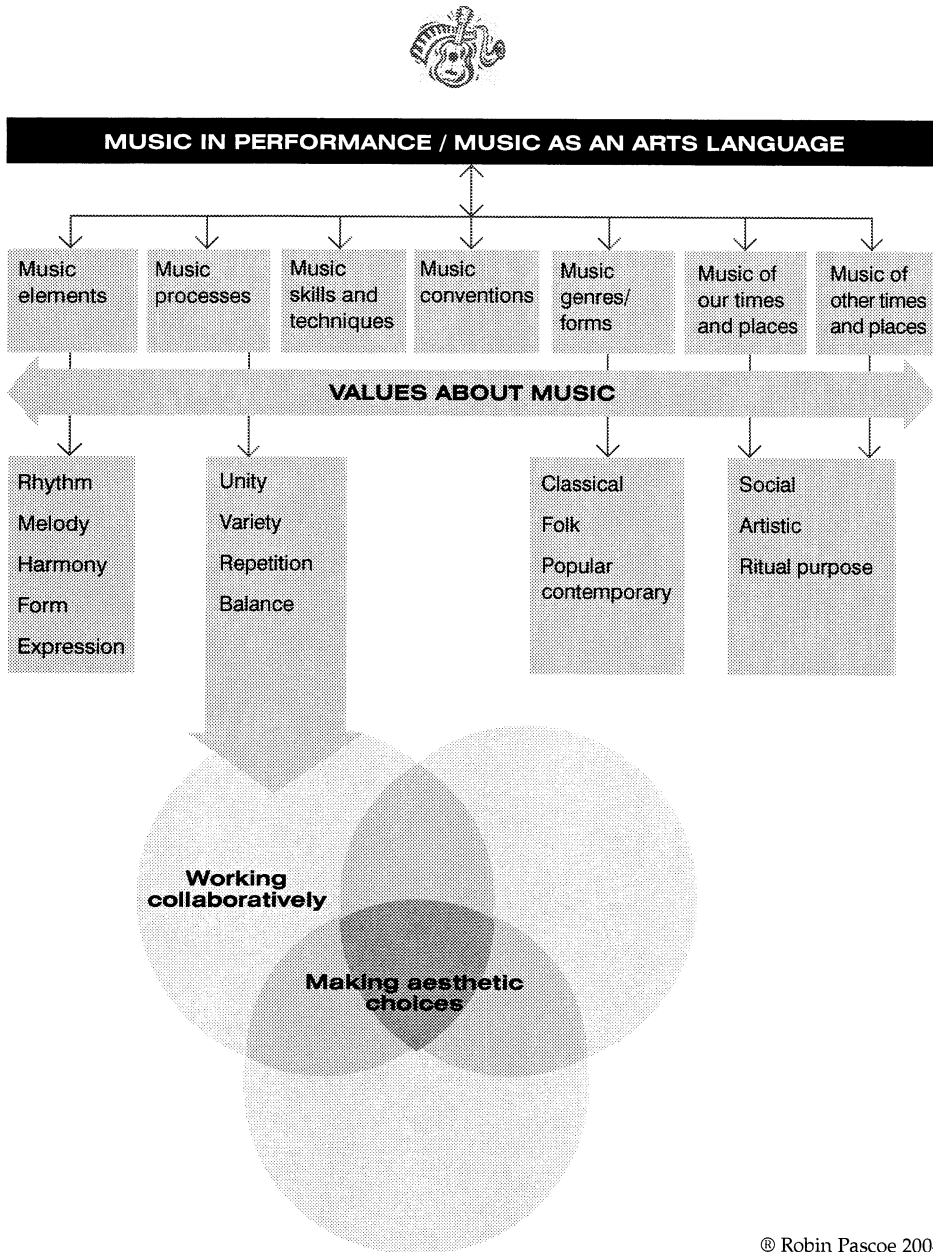 MUSIC IN PERFORMANCE / MUSIC AS AN ARTS LANGUAGE
Music
elements
Music
processes
Music
skills and
techniques
Music
conventions
Music
genres/
forms
Music of
our times
and places
Music of
other times
and places
VALUES ABOUT MUSIC
Rhythm
Melody
Harmony
Form
Expression
Unity
Variety
Repetition
Balance
Classical
Folk
Popular
contemporary
Social
Artistic
Ritual purpose
Working
collaboratively
Making aesthetic
choices
® Robin Pascoe 200